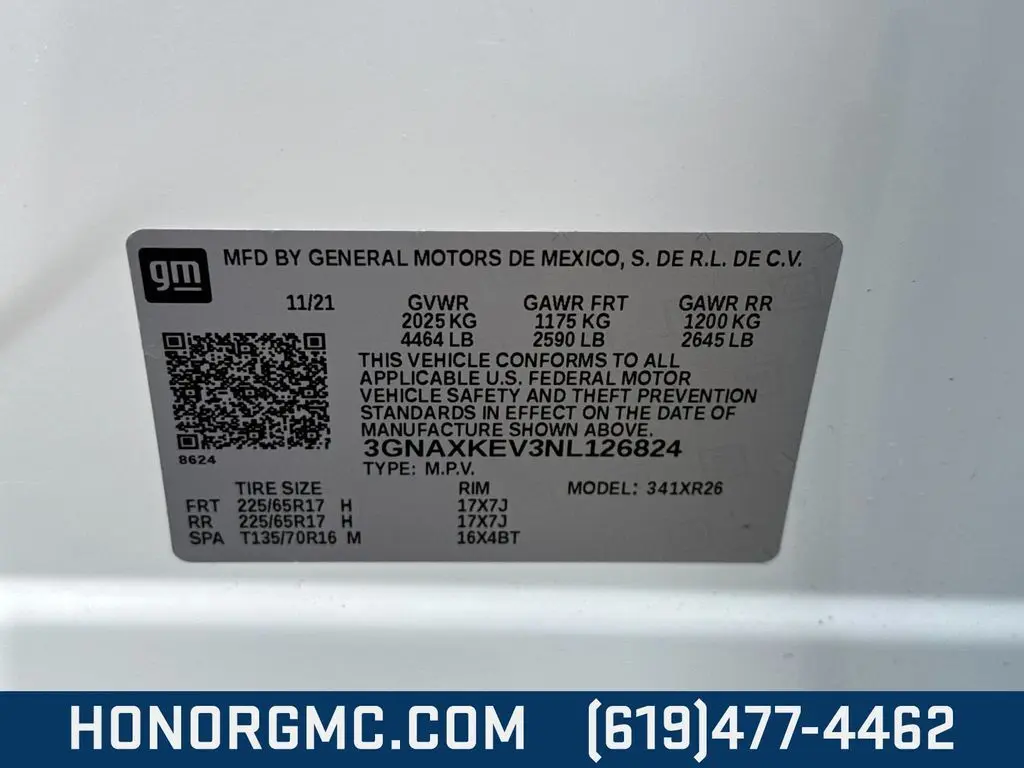 gm
MFD BY GENERAL MOTORS DE MEXICO, S. DE R.L. DE C.V.
11/21 GVWR GAWR FRT GAWR RR
2025 KG 1175 KG 1200 KG
4464 LB 2590 LB 2645 LB
THIS VEHICLE CONFORMS TO ALL
APPLICABLE U.S. FEDERAL MOTOR
VEHICLE SAFETY AND THEFT PREVENTION
STANDARDS IN EFFECT ON THE DATE OF
MANUFACTURE SHOWN ABOVE.
8624
3GNAXKEV3NL126824
TYPE: M.P.V.
TIRE SIZE RIM MODEL: 341XR26
FRT 225/65R17 H 17X7J
RR 225/65R17 H 17X7J
SPA T135/70R16 M 16X4BT
HONORGMC.COM (619)477-4462